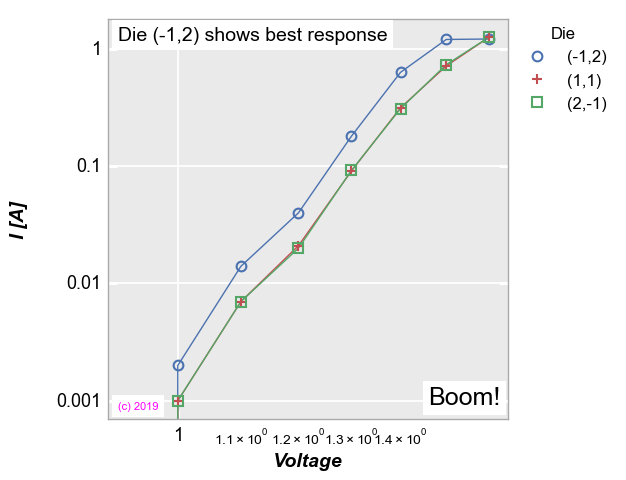 Die (-1,2) shows best response
Die
(-1,2)
(1,1)
(2,-1)
1
0.1
0.01
0.001
I [A]
(c) 2019
Boom!
1
1.1 × 10⁰ 1.2 × 10⁰ 1.3 × 10⁰ 1.4 × 10⁰
Voltage